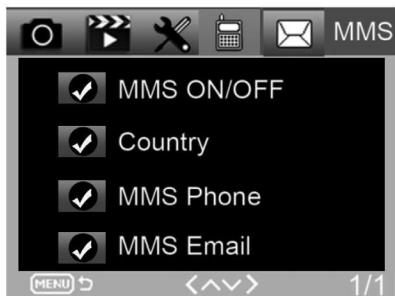 MMS
MMS ON/OFF
Country
MMS Phone
MMS Email
MENU 1/1